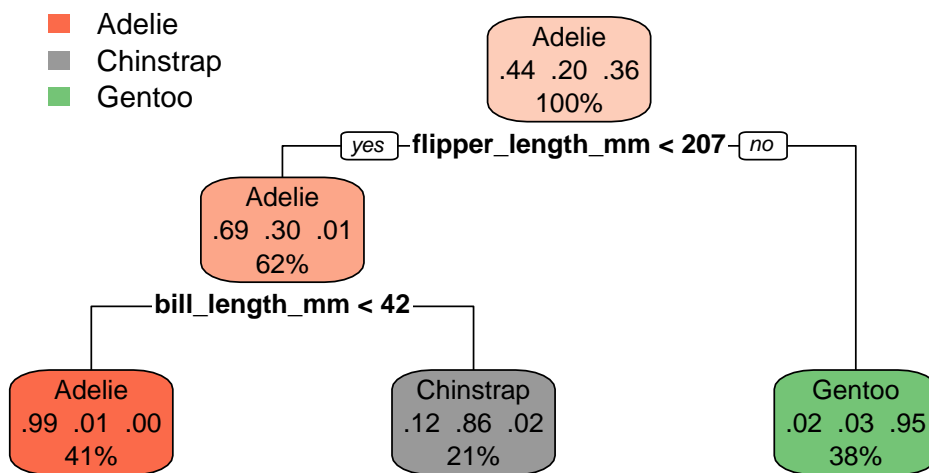 Adelie
Chinstrap
Gentoo
Adelie
.44 .20 .36
100%
yes flipper_length_mm < 207 no
Adelie
.69 .30 .01
62%
bill_length_mm < 42
Adelie
.99 .01 .00
41%
Chinstrap
.12 .86 .02
21%
Gentoo
.02 .03 .95
38%